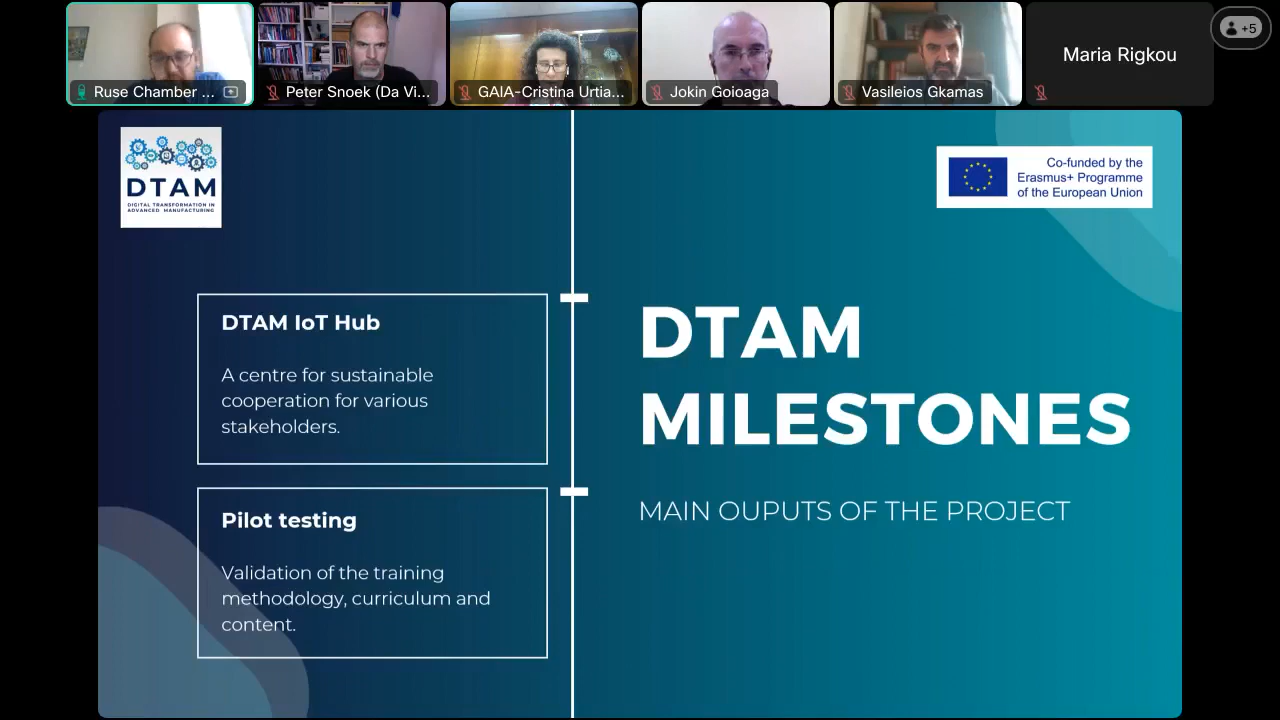 Ruse Chamber ...
Peter Snoek (Da Vi...
GAIA-Cristina Urtia...
Jokin Goioaga
Vasileios Gkamas
Maria Rigkou
+5
DTAM
DIGITAL TRANSFORMATION IN
ADVANCED MANUFACTURING
Co-funded by the
Erasmus+ Programme
of the European Union
DTAM IoT Hub
A centre for sustainable
cooperation for various
stakeholders.
Pilot testing
Validation of the training
methodology, curriculum and
content.
DTAM
MILESTONES
MAIN OUPUTS OF THE PROJECT